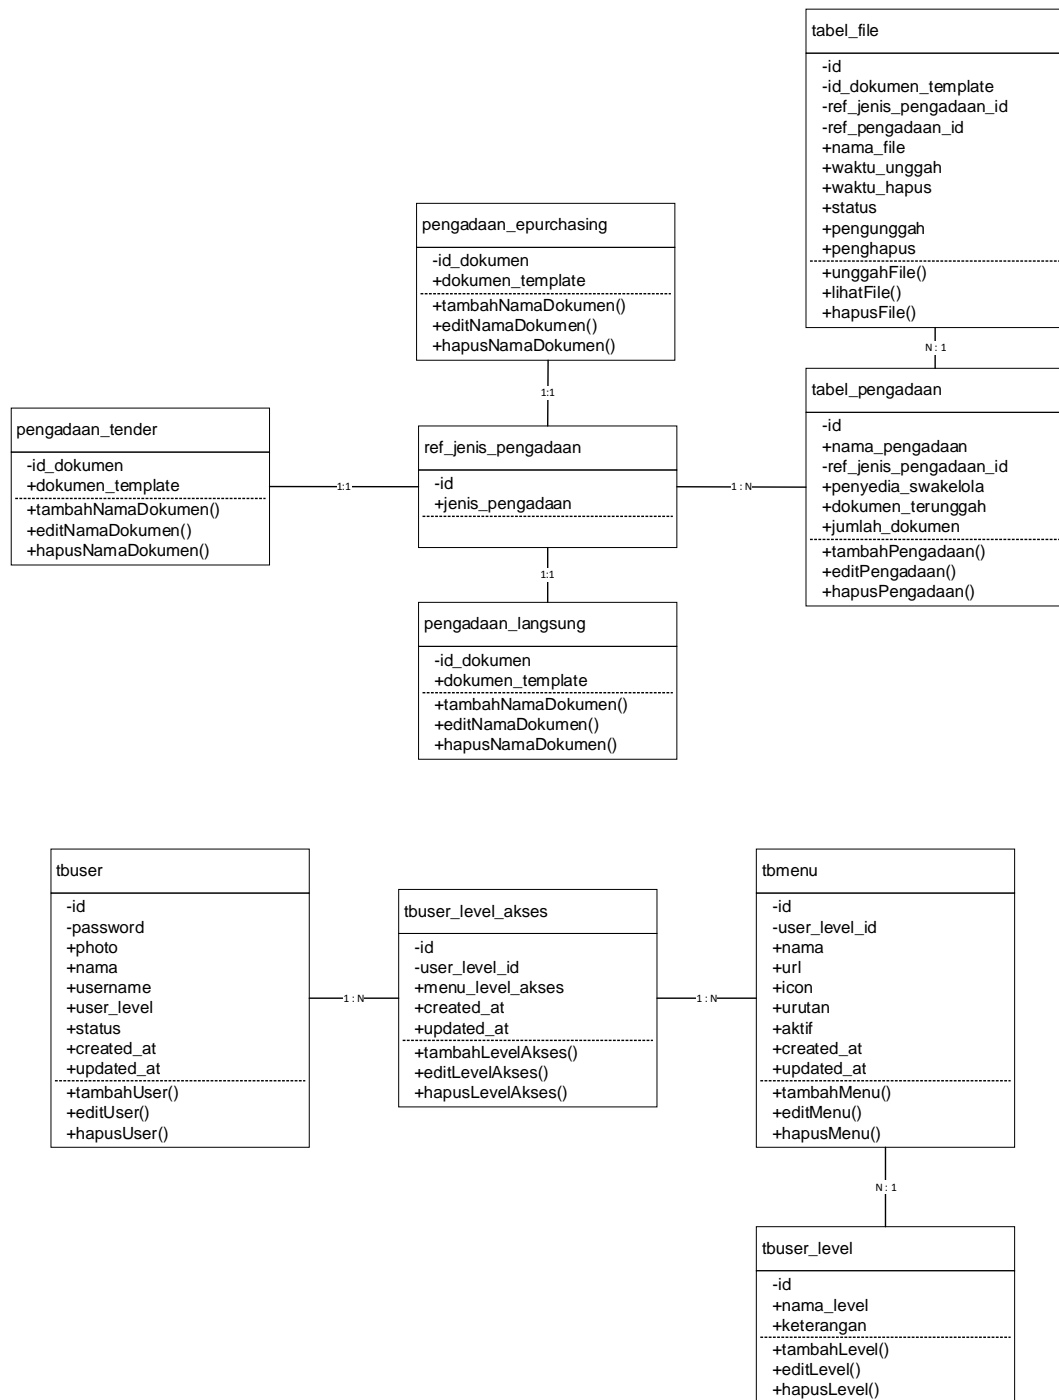 tabel_file
-id
-id_dokumen_template
-ref_jenis_pengadaan_id
-ref_pengadaan_id
+nama_file
+waktu_unggah
+waktu_hapus
+status
+pengunggah
+penghapus
+unggahFile()
+lihatFile()
+hapusFile()
N : 1
pengadaan_epurchasing
-id_dokumen
+dokumen_template
+tambahNamaDokumen()
+editNamaDokumen()
+hapusNamaDokumen()
1:1
pengadaan_tender
-id_dokumen
+dokumen_template
+tambahNamaDokumen()
+editNamaDokumen()
+hapusNamaDokumen()
1:1
ref_jenis_pengadaan
-id
+jenis_pengadaan
1 : N
tabel_pengadaan
-id
+nama_pengadaan
-ref_jenis_pengadaan_id
+penyedia_swakelola
+dokumen_terunggah
+jumlah_dokumen
+tambahPengadaan()
+editPengadaan()
+hapusPengadaan()
1:1
pengadaan_langsung
-id_dokumen
+dokumen_template
+tambahNamaDokumen()
+editNamaDokumen()
+hapusNamaDokumen()
tbuser
-id
-password
+photo
+nama
+username
+user_level
+status
+created_at
+updated_at
+tambahUser()
+editUser()
+hapusUser()
1 : N
tbuser_level_akses
-id
-user_level_id
+menu_level_akses
+created_at
+updated_at
+tambahLevelAkses()
+editLevelAkses()
+hapusLevelAkses()
1 : N
tbmenu
-id
-user_level_id
+nama
+url
+icon
+urutan
+aktif
+created_at
+updated_at
+tambahMenu()
+editMenu()
+hapusMenu()
N : 1
tbuser_level
-id
+nama_level
+keterangan
+tambahLevel()
+editLevel()
+hapusLevel()